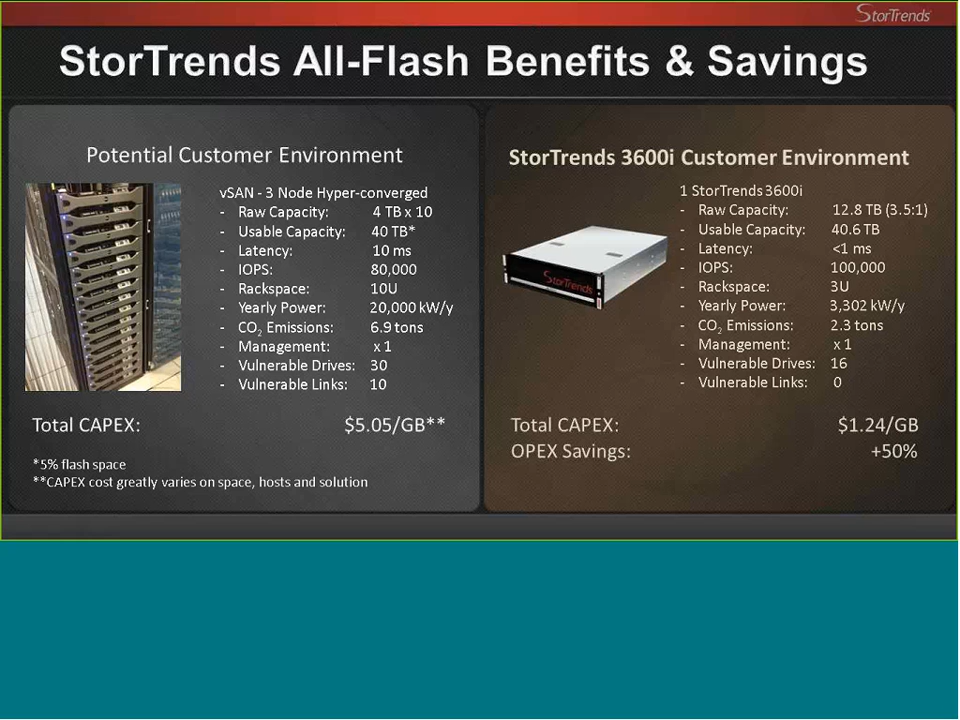 StorTrends
StorTrends All-Flash Benefits & Savings
Potential Customer Environment
vSAN - 3 Node Hyper-converged
- Raw Capacity: 4 TB x 10
- Usable Capacity: 40 TB*
- Latency: 10 ms
- IOPS: 80,000
- Rackspace: 10U
- Yearly Power: 20,000 kW/y
- CO2 Emissions: 6.9 tons
- Management: x 1
- Vulnerable Drives: 30
- Vulnerable Links: 10
Total CAPEX: $5.05/GB**
*5% flash space
**CAPEX cost greatly varies on space, hosts and solution
StorTrends 3600i Customer Environment
StorTrends
1 StorTrends 3600i
- Raw Capacity: 12.8 TB (3.5:1)
- Usable Capacity: 40.6 TB
- Latency: <1 ms
- IOPS: 100,000
- Rackspace: 3U
- Yearly Power: 3,302 kW/y
- CO2 Emissions: 2.3 tons
- Management: x 1
- Vulnerable Drives: 16
- Vulnerable Links: 0
Total CAPEX: $1.24/GB
OPEX Savings: +50%